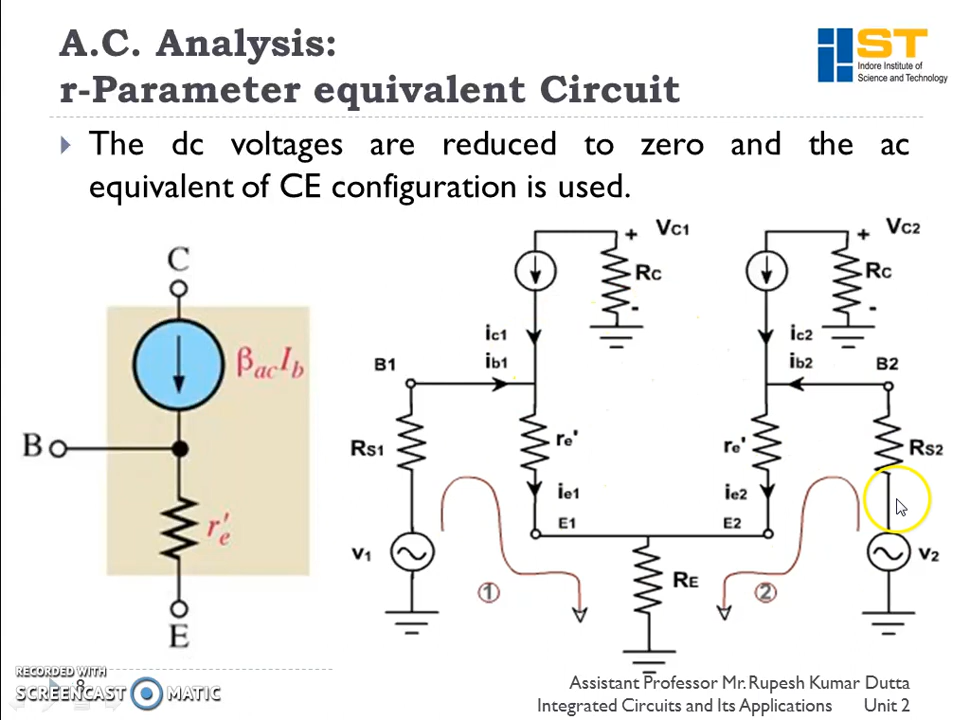 A.C. Analysis:
r-Parameter equivalent Circuit
IST
Indore Institute of
Science and Technology
The dc voltages are reduced to zero and the ac
equivalent of CE configuration is used.
C
βacIb
B
r'e
E
+ VC1
RC
-
ic1
ib1
B1
RS1
re'
ie1
E1
v1
1
+ VC2
RC
-
ic2
ib2
B2
RS2
re'
ie2
E2
v2
2
RE
RECORDED WITH
SCREENCAST MATIC
8
Assistant Professor Mr. Rupesh Kumar Dutta
Integrated Circuits and Its Applications Unit 2